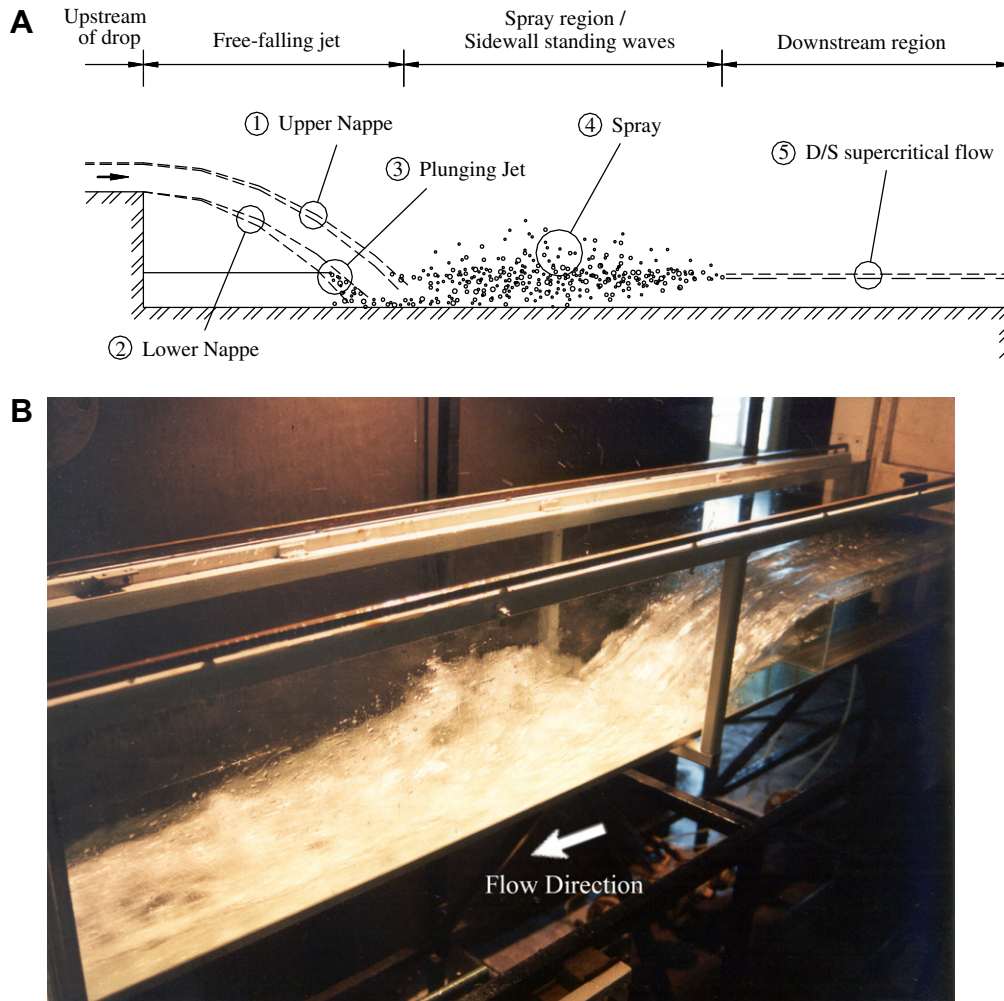 A
Upstream
of drop
Free-falling jet
Spray region /
Sidewall standing waves
Downstream region
1 Upper Nappe
4 Spray
3 Plunging Jet
5 D/S supercritical flow
2 Lower Nappe
B
Flow Direction